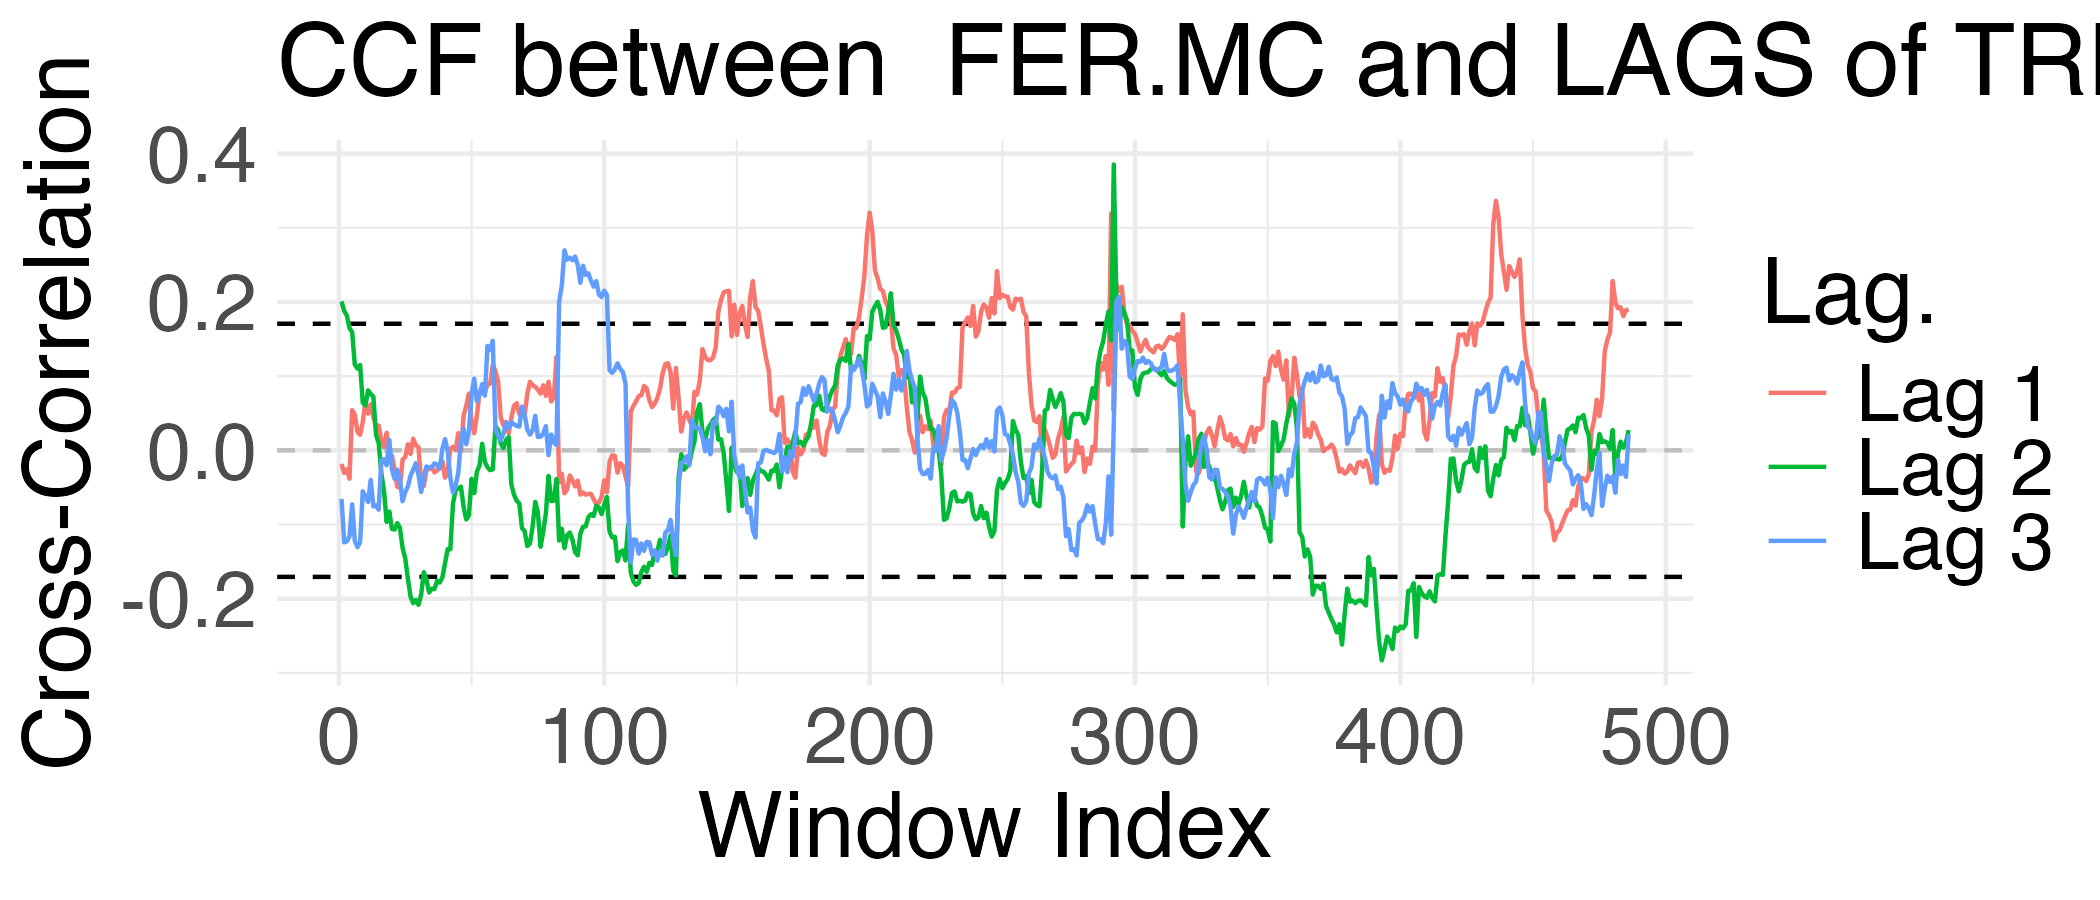 CCF between FER.MC and LAGS of
Cross-Correlation
0.4
0.2
0.0
-0.2
0 100 200 300 400 500
Window Index
Lag.
Lag 1
Lag 2
Lag 3